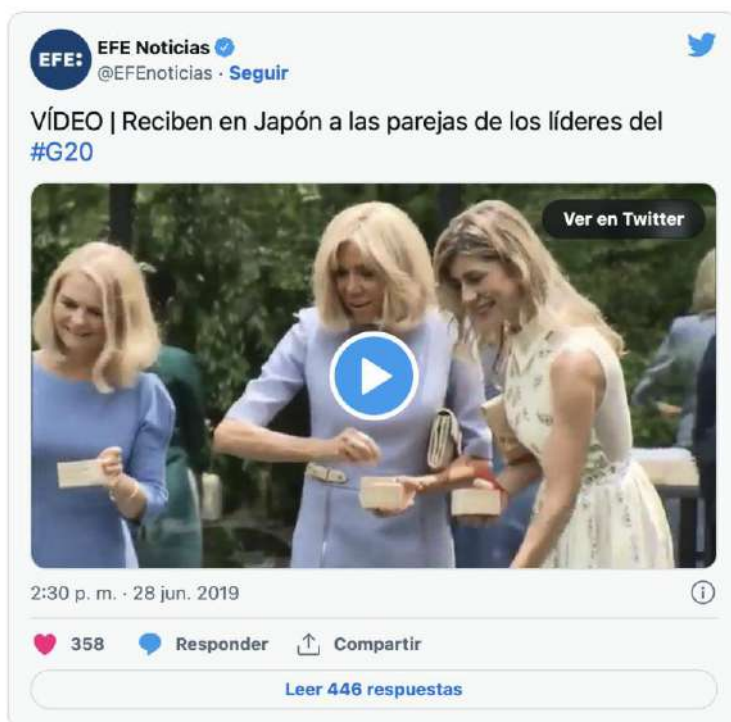 EFE:
EFE Noticias
@EFEnoticias · Seguir
VÍDEO | Reciben en Japón a las parejas de los líderes del
#G20
Ver en Twitter
2:30 p. m. · 28 jun. 2019
358 Responder Compartir
Leer 446 respuestas